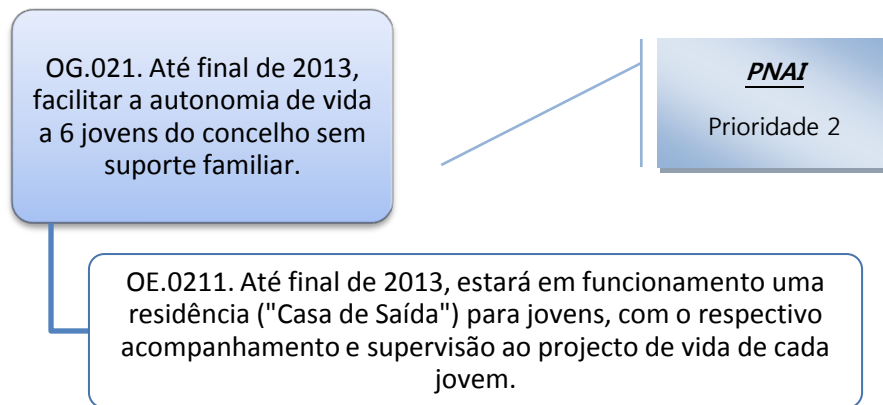 OG.021. Até final de 2013,
facilitar a autonomia de vida
a 6 jovens do concelho sem
suporte familiar.
PNAI
Prioridade 2
OE.0211. Até final de 2013, estará em funcionamento uma
residência ("Casa de Saída") para jovens, com o respectivo
acompanhamento e supervisão ao projecto de vida de cada
jovem.